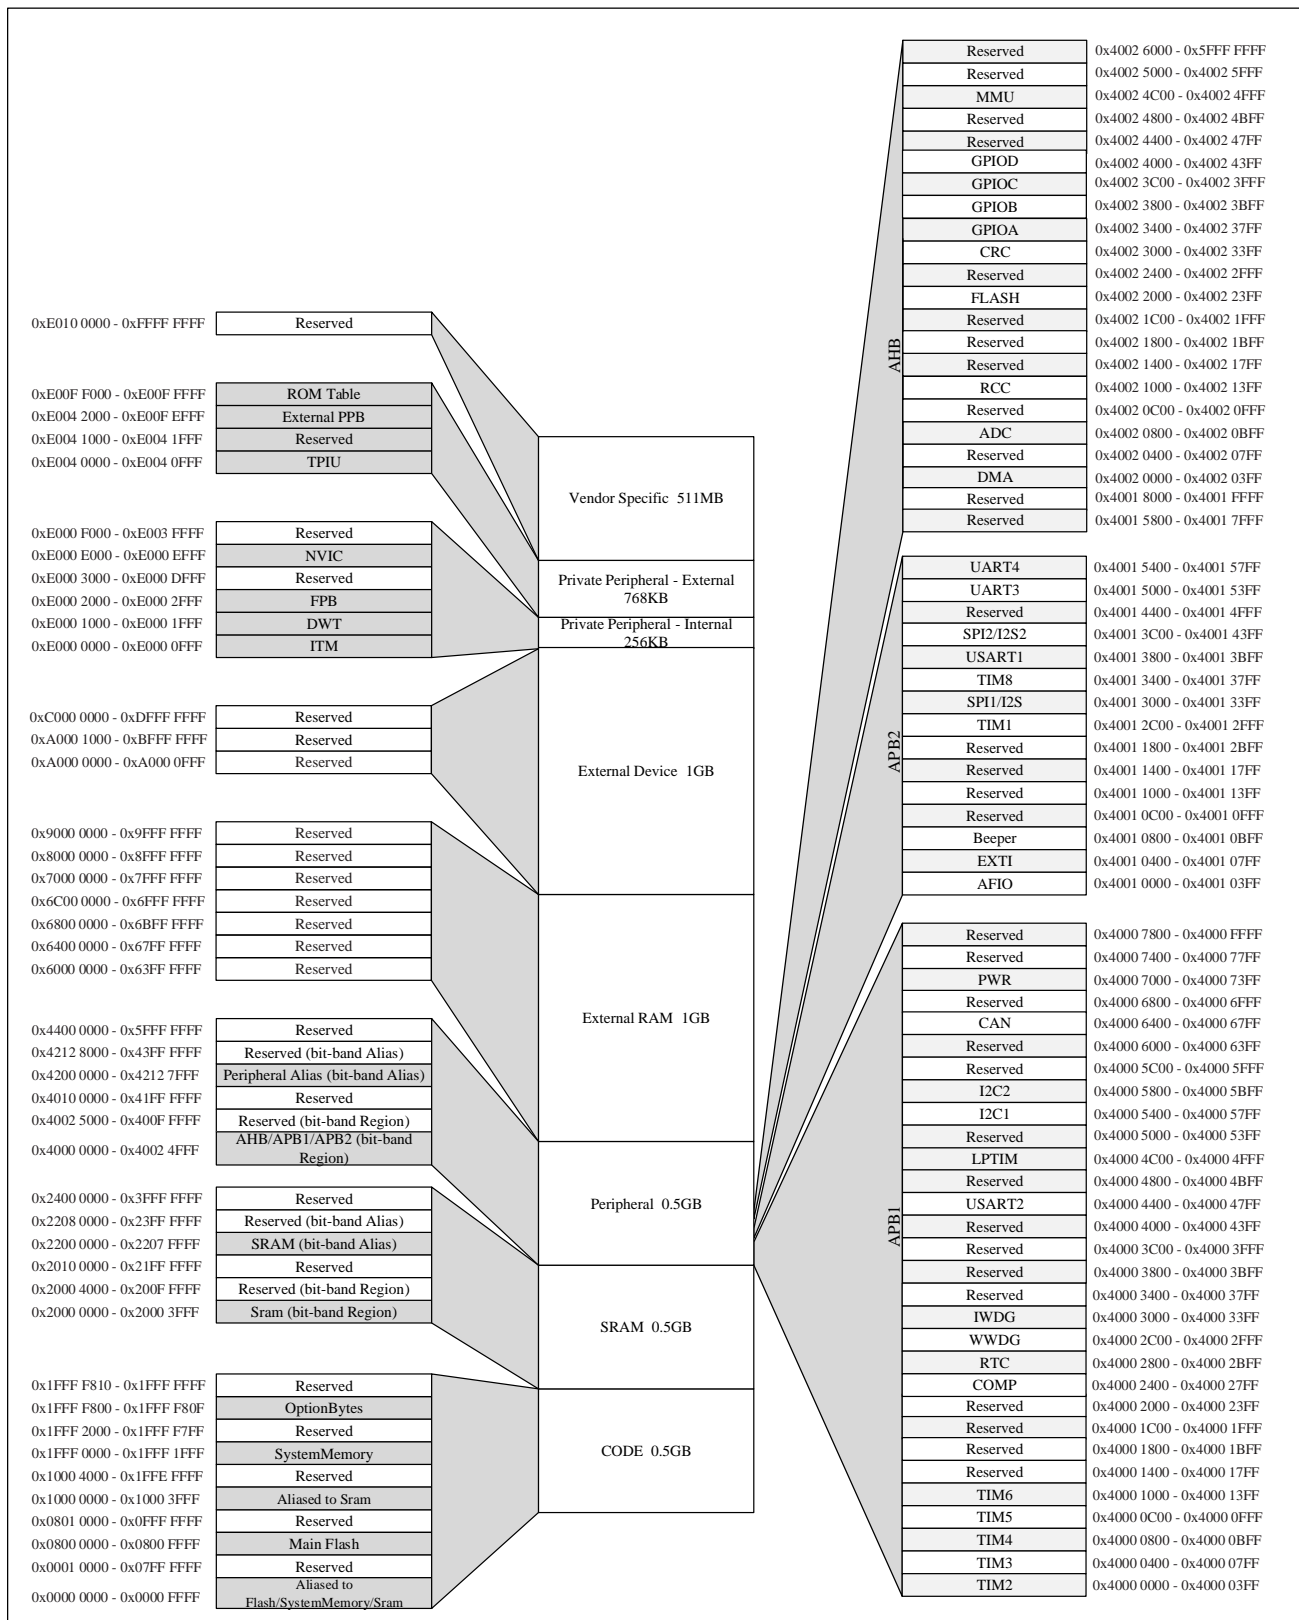 0xE010 0000 - 0xFFFF FFFF Reserved
0xE00F F000 - 0xE00F FFFF ROM Table
0xE004 2000 - 0xE00F EFFF External PPB
0xE004 1000 - 0xE004 1FFF Reserved
0xE004 0000 - 0xE004 0FFF TPIU
0xE000 F000 - 0xE003 FFFF Reserved
0xE000 E000 - 0xE000 EFFF NVIC
0xE000 3000 - 0xE000 DFFF Reserved
0xE000 2000 - 0xE000 2FFF FPB
0xE000 1000 - 0xE000 1FFF DWT
0xE000 0000 - 0xE000 0FFF ITM
0xC000 0000 - 0xDFFF FFFF Reserved
0xA000 1000 - 0xBFFF FFFF Reserved
0xA000 0000 - 0xA000 0FFF Reserved
0x9000 0000 - 0x9FFF FFFF Reserved
0x8000 0000 - 0x8FFF FFFF Reserved
0x7000 0000 - 0x7FFF FFFF Reserved
0x6C00 0000 - 0x6FFF FFFF Reserved
0x6800 0000 - 0x6BFF FFFF Reserved
0x6400 0000 - 0x67FF FFFF Reserved
0x6000 0000 - 0x63FF FFFF Reserved
0x4400 0000 - 0x5FFF FFFF Reserved
0x4212 8000 - 0x43FF FFFF Reserved (bit-band Alias)
0x4200 0000 - 0x4212 7FFF Peripheral Alias (bit-band Alias)
0x4010 0000 - 0x41FF FFFF Reserved
0x4002 5000 - 0x400F FFFF Reserved (bit-band Region)
0x4000 0000 - 0x4002 4FFF AHB/APB1/APB2 (bit-band
Region)
0x2400 0000 - 0x3FFF FFFF Reserved
0x2208 0000 - 0x23FF FFFF Reserved (bit-band Alias)
0x2200 0000 - 0x2207 FFFF SRAM (bit-band Alias)
0x2010 0000 - 0x21FF FFFF Reserved
0x2000 4000 - 0x200F FFFF Reserved (bit-band Region)
0x2000 0000 - 0x2000 3FFF Sram (bit-band Region)
0x1FFF F810 - 0x1FFF FFFF Reserved
0x1FFF F800 - 0x1FFF F80F OptionBytes
0x1FFF 2000 - 0x1FFF F7FF Reserved
0x1FFF 0000 - 0x1FFF 1FFF SystemMemory
0x1000 4000 - 0x1FFE FFFF Reserved
0x1000 0000 - 0x1000 3FFF Aliased to Sram
0x0801 0000 - 0x0FFF FFFF Reserved
0x0800 0000 - 0x0800 FFFF Main Flash
0x0001 0000 - 0x07FF FFFF Reserved
0x0000 0000 - 0x0000 FFFF Aliased to
Flash/SystemMemory/Sram
Vendor Specific 511MB
Private Peripheral - External
768KB
Private Peripheral - Internal
256KB
External Device 1GB
External RAM 1GB
Peripheral 0.5GB
SRAM 0.5GB
CODE 0.5GB
AHB
Reserved 0x4002 6000 - 0x5FFF FFFF
Reserved 0x4002 5000 - 0x4002 5FFF
MMU 0x4002 4C00 - 0x4002 4FFF
Reserved 0x4002 4800 - 0x4002 4BFF
Reserved 0x4002 4400 - 0x4002 47FF
GPIOD 0x4002 4000 - 0x4002 43FF
GPIOC 0x4002 3C00 - 0x4002 3FFF
GPIOB 0x4002 3800 - 0x4002 3BFF
GPIOA 0x4002 3400 - 0x4002 37FF
CRC 0x4002 3000 - 0x4002 33FF
Reserved 0x4002 2400 - 0x4002 2FFF
FLASH 0x4002 2000 - 0x4002 23FF
Reserved 0x4002 1C00 - 0x4002 1FFF
Reserved 0x4002 1800 - 0x4002 1BFF
Reserved 0x4002 1400 - 0x4002 17FF
RCC 0x4002 1000 - 0x4002 13FF
Reserved 0x4002 0C00 - 0x4002 0FFF
ADC 0x4002 0800 - 0x4002 0BFF
Reserved 0x4002 0400 - 0x4002 07FF
DMA 0x4002 0000 - 0x4002 03FF
Reserved 0x4001 8000 - 0x4001 FFFF
Reserved 0x4001 5800 - 0x4001 7FFF
APB2
UART4 0x4001 5400 - 0x4001 57FF
UART3 0x4001 5000 - 0x4001 53FF
Reserved 0x4001 4400 - 0x4001 4FFF
SPI2/I2S2 0x4001 3C00 - 0x4001 43FF
USART1 0x4001 3800 - 0x4001 3BFF
TIM8 0x4001 3400 - 0x4001 37FF
SPI1/I2S 0x4001 3000 - 0x4001 33FF
TIM1 0x4001 2C00 - 0x4001 2FFF
Reserved 0x4001 1800 - 0x4001 2BFF
Reserved 0x4001 1400 - 0x4001 17FF
Reserved 0x4001 1000 - 0x4001 13FF
Reserved 0x4001 0C00 - 0x4001 0FFF
Beeper 0x4001 0800 - 0x4001 0BFF
EXTI 0x4001 0400 - 0x4001 07FF
AFIO 0x4001 0000 - 0x4001 03FF
APB1
Reserved 0x4000 7800 - 0x4000 FFFF
Reserved 0x4000 7400 - 0x4000 77FF
PWR 0x4000 7000 - 0x4000 73FF
Reserved 0x4000 6800 - 0x4000 6FFF
CAN 0x4000 6400 - 0x4000 67FF
Reserved 0x4000 6000 - 0x4000 63FF
Reserved 0x4000 5C00 - 0x4000 5FFF
I2C2 0x4000 5800 - 0x4000 5BFF
I2C1 0x4000 5400 - 0x4000 57FF
Reserved 0x4000 5000 - 0x4000 53FF
LPTIM 0x4000 4C00 - 0x4000 4FFF
Reserved 0x4000 4800 - 0x4000 4BFF
USART2 0x4000 4400 - 0x4000 47FF
Reserved 0x4000 4000 - 0x4000 43FF
Reserved 0x4000 3C00 - 0x4000 3FFF
Reserved 0x4000 3800 - 0x4000 3BFF
Reserved 0x4000 3400 - 0x4000 37FF
IWDG 0x4000 3000 - 0x4000 33FF
WWDG 0x4000 2C00 - 0x4000 2FFF
RTC 0x4000 2800 - 0x4000 2BFF
COMP 0x4000 2400 - 0x4000 27FF
Reserved 0x4000 2000 - 0x4000 23FF
Reserved 0x4000 1C00 - 0x4000 1FFF
Reserved 0x4000 1800 - 0x4000 1BFF
Reserved 0x4000 1400 - 0x4000 17FF
TIM6 0x4000 1000 - 0x4000 13FF
TIM5 0x4000 0C00 - 0x4000 0FFF
TIM4 0x4000 0800 - 0x4000 0BFF
TIM3 0x4000 0400 - 0x4000 07FF
TIM2 0x4000 0000 - 0x4000 03FF